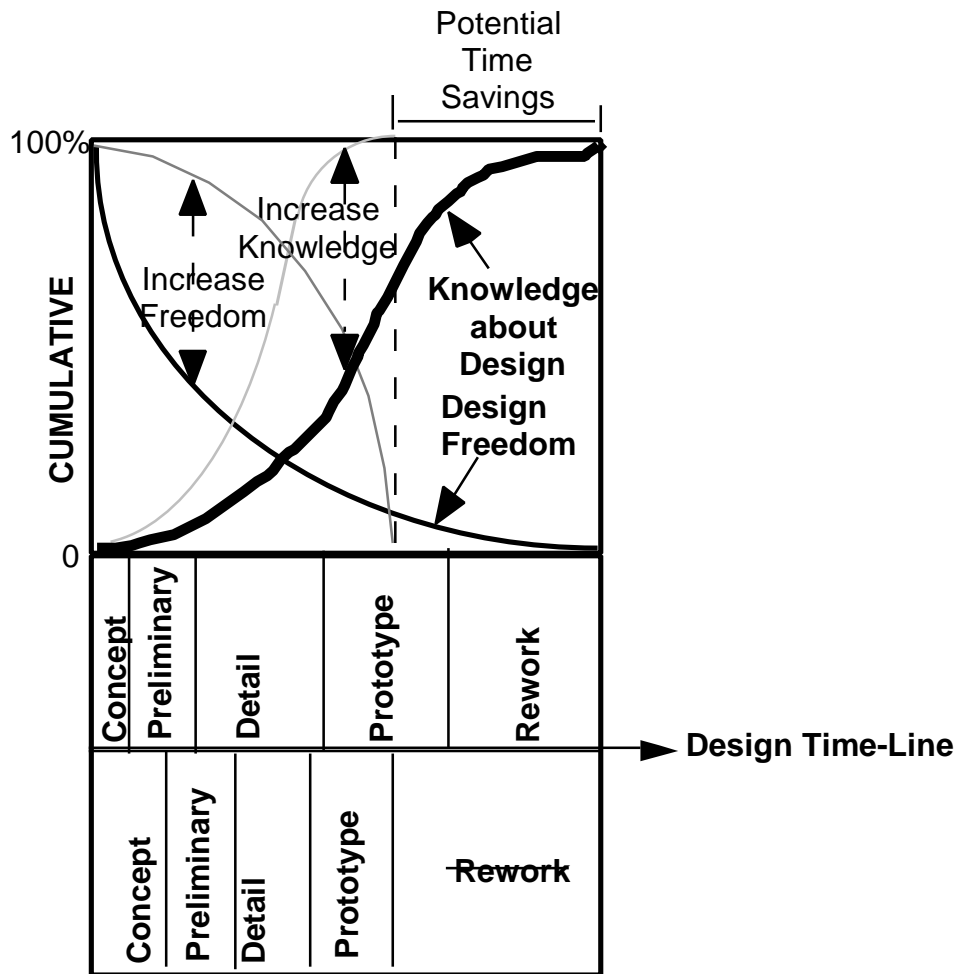 Potential
Time
Savings
100%
Increase
Knowledge
Increase
Freedom
Knowledge
about
Design
Design
Freedom
CUMULATIVE
0
Concept
Preliminary
Detail
Prototype
Rework
Design Time-Line
Concept
Preliminary
Detail
Prototype
Rework